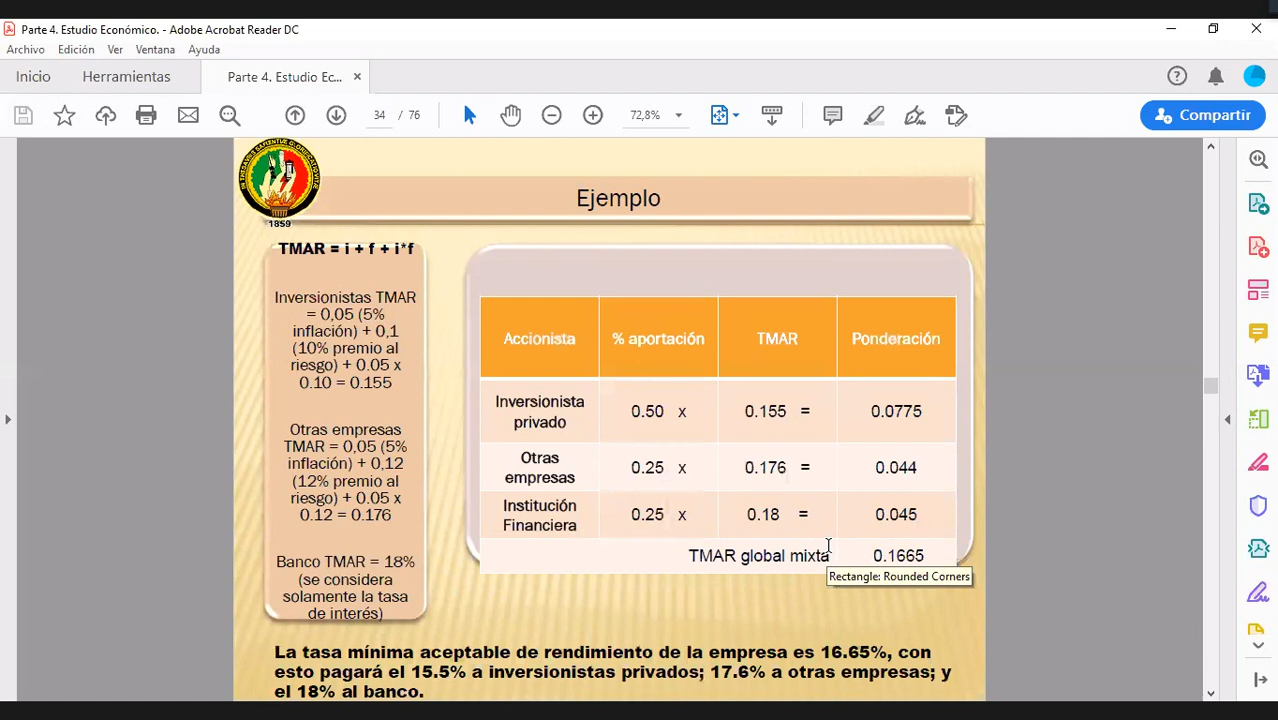 Parte 4. Estudio Económico. - Adobe Acrobat Reader DC
Archivo Edición Ver Ventana Ayuda
Inicio Herramientas Parte 4. Estudio Ec... ×
34 / 76 72,8% Compartir
IN TRABAJIS SAPIENTIAE GLORIFICATIO VITAE
1859
Ejemplo
TMAR = i + f + i*f
Inversionistas TMAR
= 0,05 (5%
inflación) + 0,1
(10% premio al
riesgo) + 0.05 x
0.10 = 0.155
Otras empresas
TMAR = 0,05 (5%
inflación) + 0,12
(12% premio al
riesgo) + 0.05 x
0.12 = 0.176
Banco TMAR = 18%
(se considera
solamente la tasa
de interés)
Accionista % aportación TMAR Ponderación
Inversionista
privado
0.50 x 0.155 = 0.0775
Otras
empresas
0.25 x 0.176 = 0.044
Institución
Financiera
0.25 x 0.18 = 0.045
TMAR global mixta 0.1665
Rectangle: Rounded Corners
La tasa mínima aceptable de rendimiento de la empresa es 16.65%, con
esto pagará el 15.5% a inversionistas privados; 17.6% a otras empresas; y
el 18% al banco.